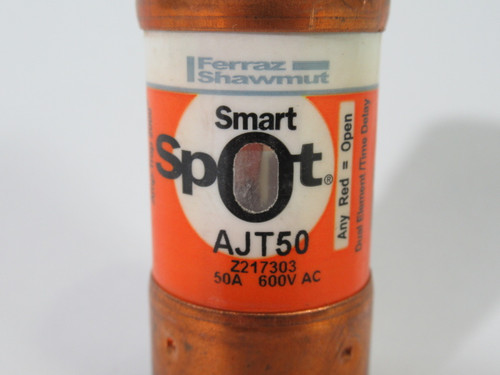 Ferraz
Shawmut
Smart
Spot®
AJT50
Z217303
50A 600V AC
Any Red = Open
Dual Element/Time Delay